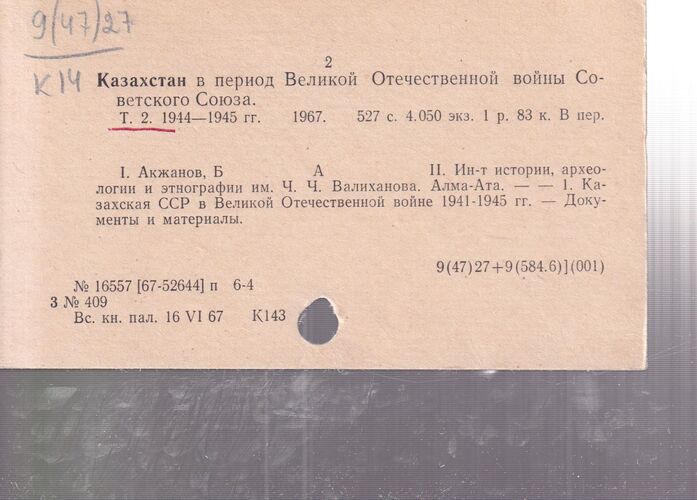 9(47)27
К14
2
Казахстан в период Великой Отечественной войны Со-
ветского Союза.
Т. 2. 1944—1945 гг. 1967. 527 с. 4.050 экз. 1 р. 83 к. В пер.
I. Акжанов, Б А II. Ин-т истории, архео-
логии и этнографии им. Ч. Ч. Валиханова. Алма-Ата. — — 1. Ка-
захская ССР в Великой Отечественной войне 1941-1945 гг. — Доку-
менты и материалы.
9(47)27+9(584.6)](001)
№ 16557 [67-52644] п 6-4
З № 409
Вс. кн. пал. 16 VI 67 К143